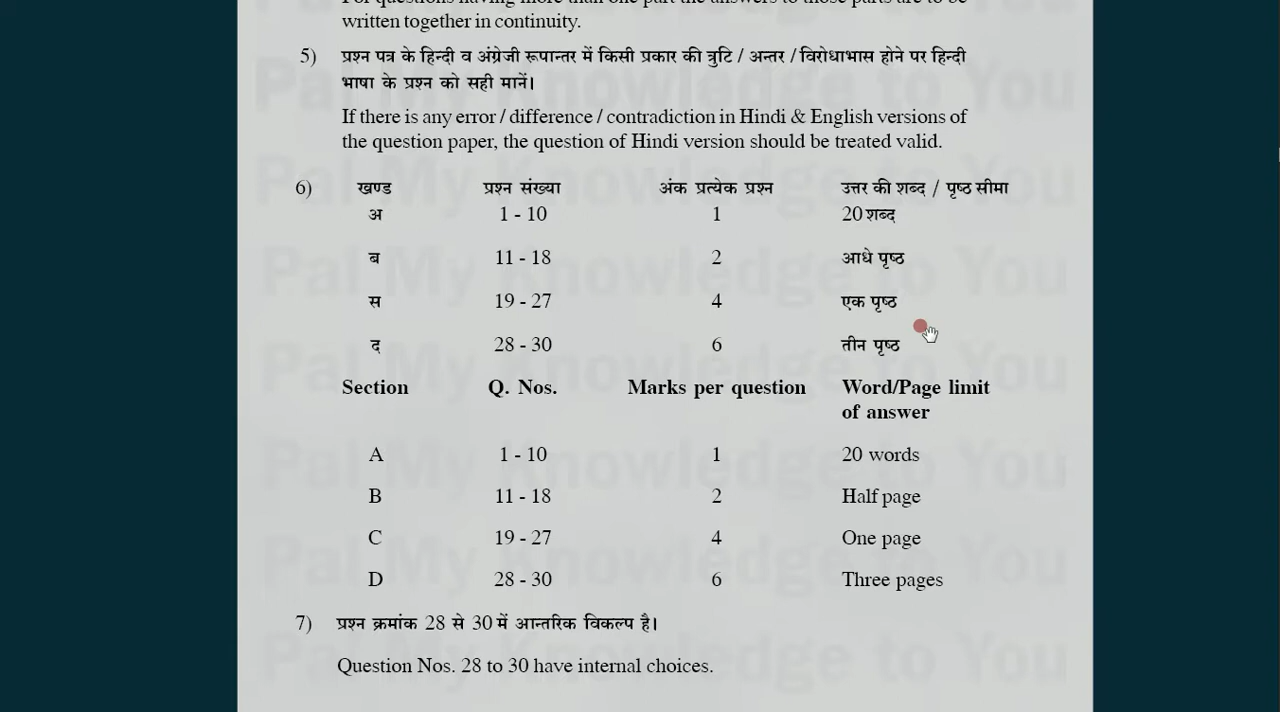 written together in continuity.
5) प्रश्न पत्र के हिन्दी व अंग्रेजी रूपान्तर में किसी प्रकार की त्रुटि / अन्तर / विरोधाभास होने पर हिन्दी
भाषा के प्रश्न को सही मानें।
If there is any error / difference / contradiction in Hindi & English versions of
the question paper, the question of Hindi version should be treated valid.
6) खण्ड प्रश्न संख्या अंक प्रत्येक प्रश्न उत्तर की शब्द / पृष्ठ सीमा
अ 1 - 10 1 20 शब्द
ब 11 - 18 2 आधे पृष्ठ
स 19 - 27 4 एक पृष्ठ
द 28 - 30 6 तीन पृष्ठ
Section Q. Nos. Marks per question Word/Page limit
of answer
A 1 - 10 1 20 words
B 11 - 18 2 Half page
C 19 - 27 4 One page
D 28 - 30 6 Three pages
7) प्रश्न क्रमांक 28 से 30 में आन्तरिक विकल्प है।
Question Nos. 28 to 30 have internal choices.
Pal My Knowledge to You